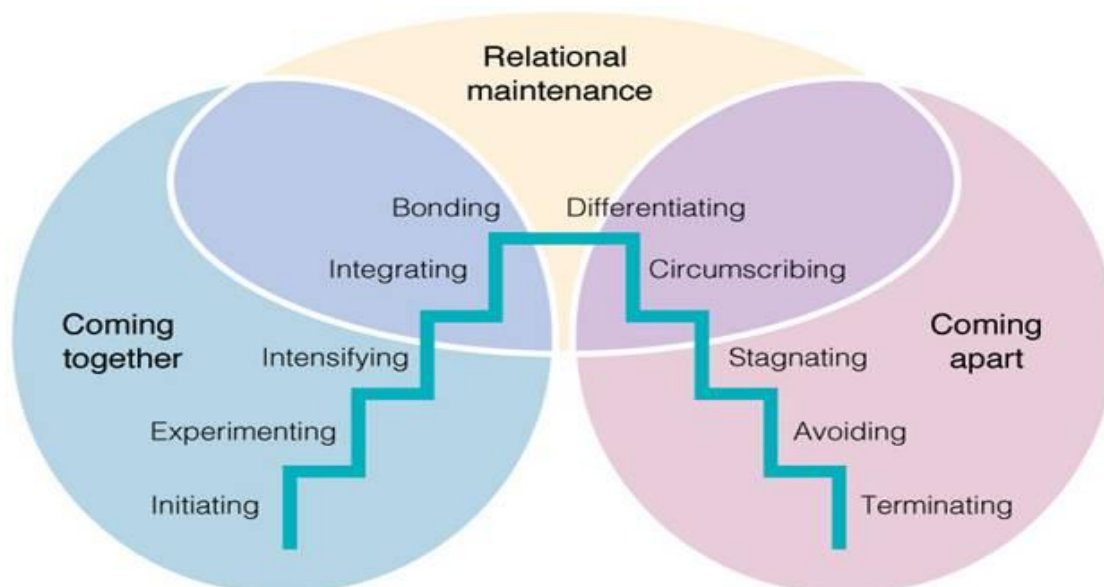 Relational
maintenance
Bonding
Differentiating
Integrating
Circumscribing
Coming
together
Coming
apart
Intensifying
Stagnating
Experimenting
Avoiding
Initiating
Terminating